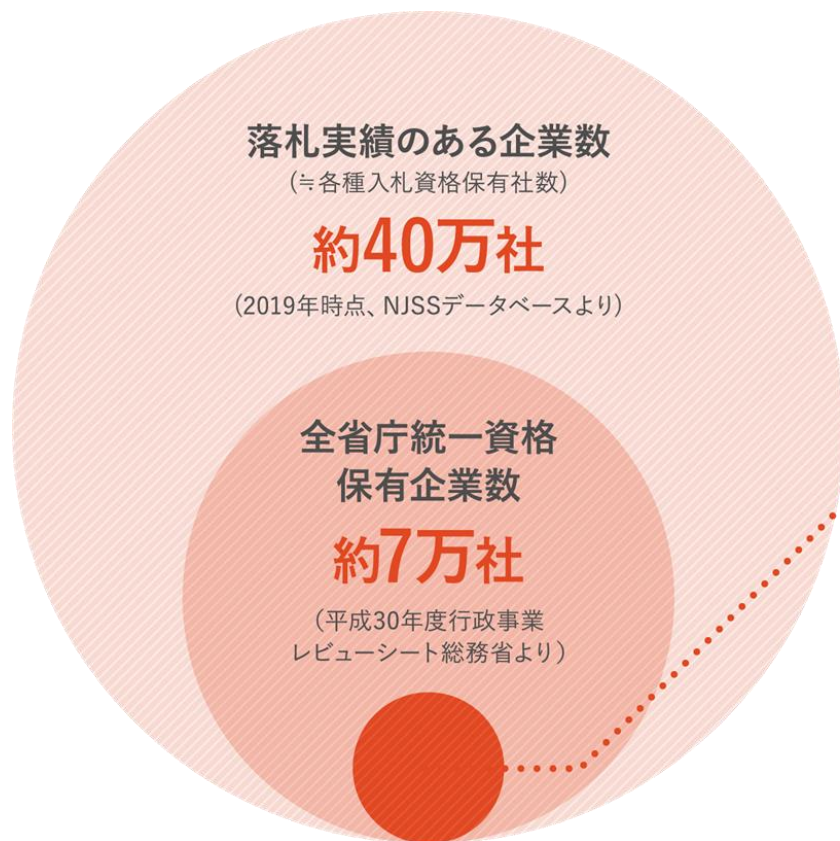 落札実績のある企業数
(≒各種入札資格保有社数)
約40万社
(2019年時点、NJSSデータベースより)
全省庁統一資格
保有企業数
約7万社
(平成30年度行政事業
レビューシート総務省より)